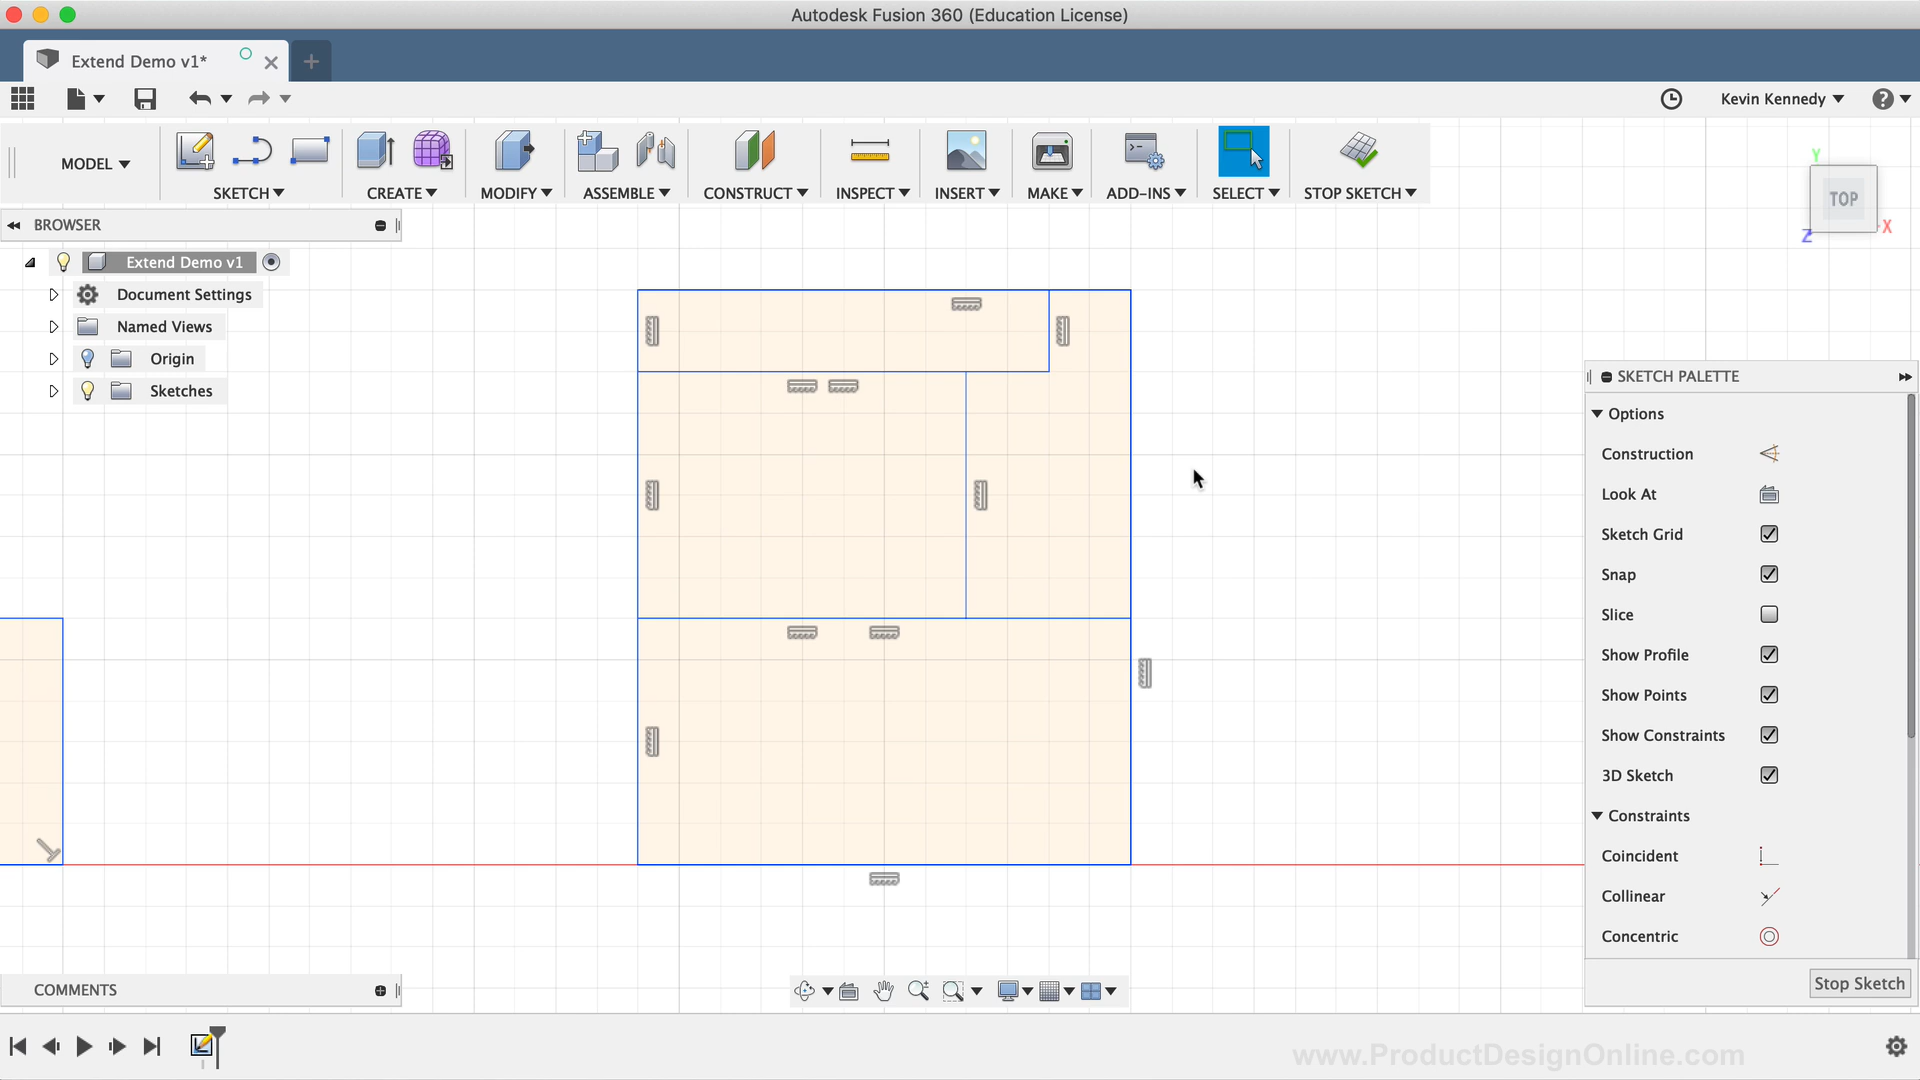 Autodesk Fusion 360 (Education License)
Extend Demo v1*
Kevin Kennedy
MODEL
SKETCH
CREATE
MODIFY
ASSEMBLE
CONSTRUCT
INSPECT
INSERT
MAKE
ADD-INS
SELECT
STOP SKETCH
Y
TOP
X
Z
BROWSER
Extend Demo v1
Document Settings
Named Views
Origin
Sketches
SKETCH PALETTE
Options
Construction
Look At
Sketch Grid
Snap
Slice
Show Profile
Show Points
Show Constraints
3D Sketch
Constraints
Coincident
Collinear
Concentric
Stop Sketch
COMMENTS
www.ProductDesignOnline.com